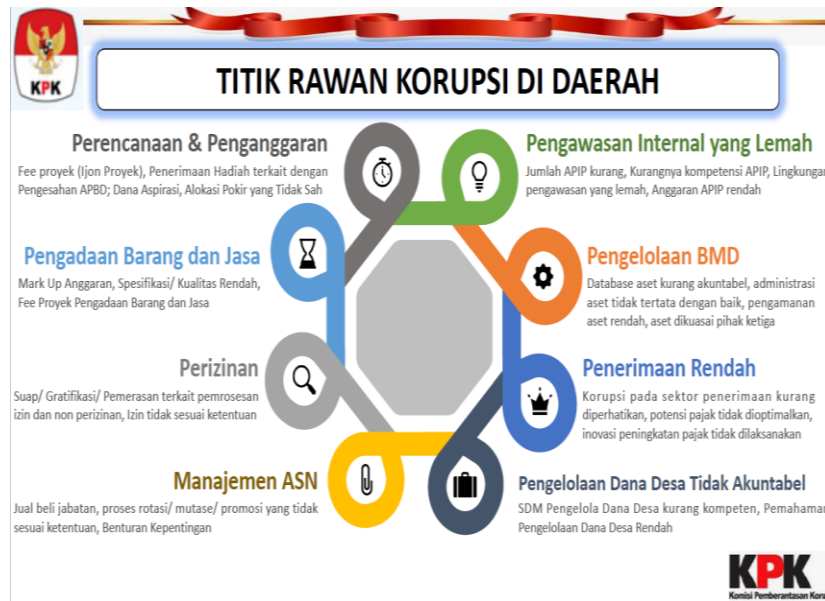 KPK
TITIK RAWAN KORUPSI DI DAERAH
Perencanaan & Penganggaran
Fee proyek (Ijon Proyek), Penerimaan Hadiah terkait dengan
Pengesahan APBD; Dana Aspirasi, Alokasi Pokir yang Tidak Sah
Pengadaan Barang dan Jasa
Mark Up Anggaran, Spesifikasi/ Kualitas Rendah,
Fee Proyek Pengadaan Barang dan Jasa
Perizinan
Suap/ Gratifikasi/ Pemerasan terkait pemrosesan
izin dan non perizinan, Izin tidak sesuai ketentuan
Manajemen ASN
Jual beli jabatan, proses rotasi/ mutase/ promosi yang tidak
sesuai ketentuan, Benturan Kepentingan
Pengawasan Internal yang Lemah
Jumlah APIP kurang, Kurangnya kompetensi APIP, Lingkungan
pengawasan yang lemah, Anggaran APIP rendah
Pengelolaan BMD
Database aset kurang akuntabel, administrasi
aset tidak tertata dengan baik, pengamanan
aset rendah, aset dikuasai pihak ketiga
Penerimaan Rendah
Korupsi pada sektor penerimaan kurang
diperhatikan, potensi pajak tidak dioptimalkan,
inovasi peningkatan pajak tidak dilaksanakan
Pengelolaan Dana Desa Tidak Akuntabel
SDM Pengelola Dana Desa kurang kompeten, Pemahaman
Pengelolaan Dana Desa Rendah
KPK
Komisi Pemberantasan Koru